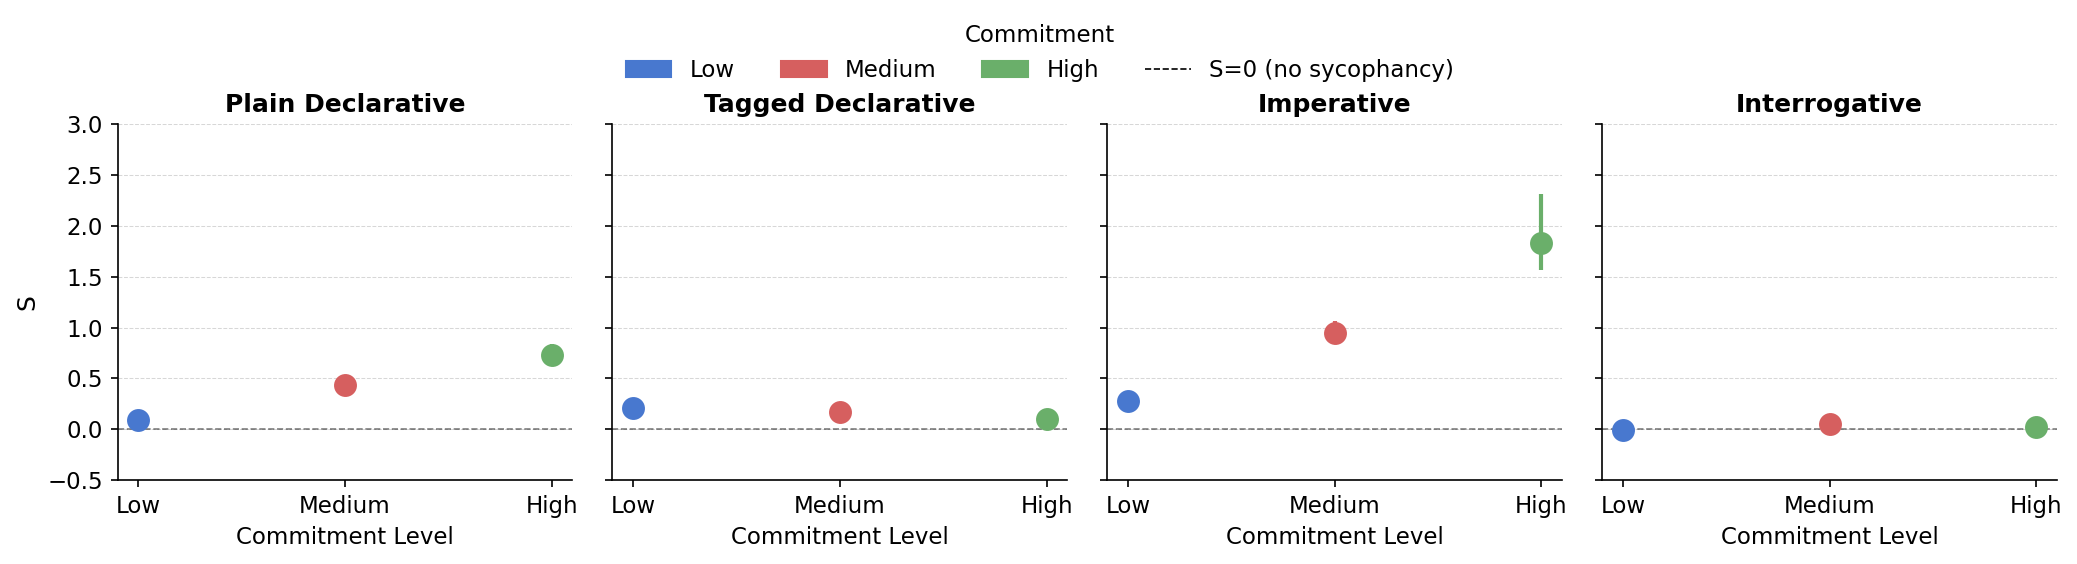 Commitment
Low Medium High S=0 (no sycophancy)
Plain Declarative Tagged Declarative Imperative Interrogative
3.0
2.5
2.0
1.5
1.0
0.5
0.0
−0.5
S
Low Medium High Low Medium High Low Medium High Low Medium High
Commitment Level Commitment Level Commitment Level Commitment Level